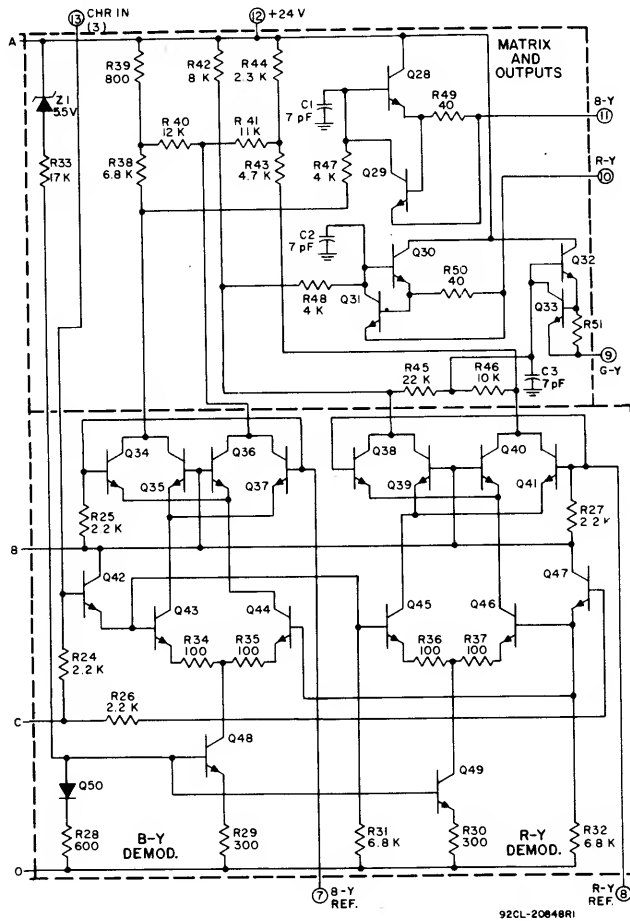 13 CHR IN
(3)
12 +24 V
A
MATRIX
AND
OUTPUTS
R39
800
R42
8 K
R44
2.3 K
Q28
C1
7 pF
R49
40
B-Y
11
Z1
5.5V
R40
12 K
R41
11 K
R33
17 K
R38
6.8 K
R43
4.7 K
R47
4 K
Q29
R-Y
10
C2
7 pF
Q30
Q32
R48
4 K
Q31
R50
40
Q33
R51
9
G-Y
R45
22 K
R46
10 K
C3
7 pF
Q34
Q36
Q38
Q40
Q35
Q37
Q39
Q41
R25
2.2 K
R27
2.2 K
B
Q42
Q43
Q44
Q45
Q46
Q47
R34
100
R35
100
R36
100
R37
100
R24
2.2 K
R26
2.2 K
C
Q48
Q49
Q50
R28
600
B-Y
DEMOD.
R29
300
R31
6.8 K
R30
300
R-Y
DEMOD.
R32
6.8 K
O
7 B-Y
REF.
R-Y
REF. 8
92CL-20848R1